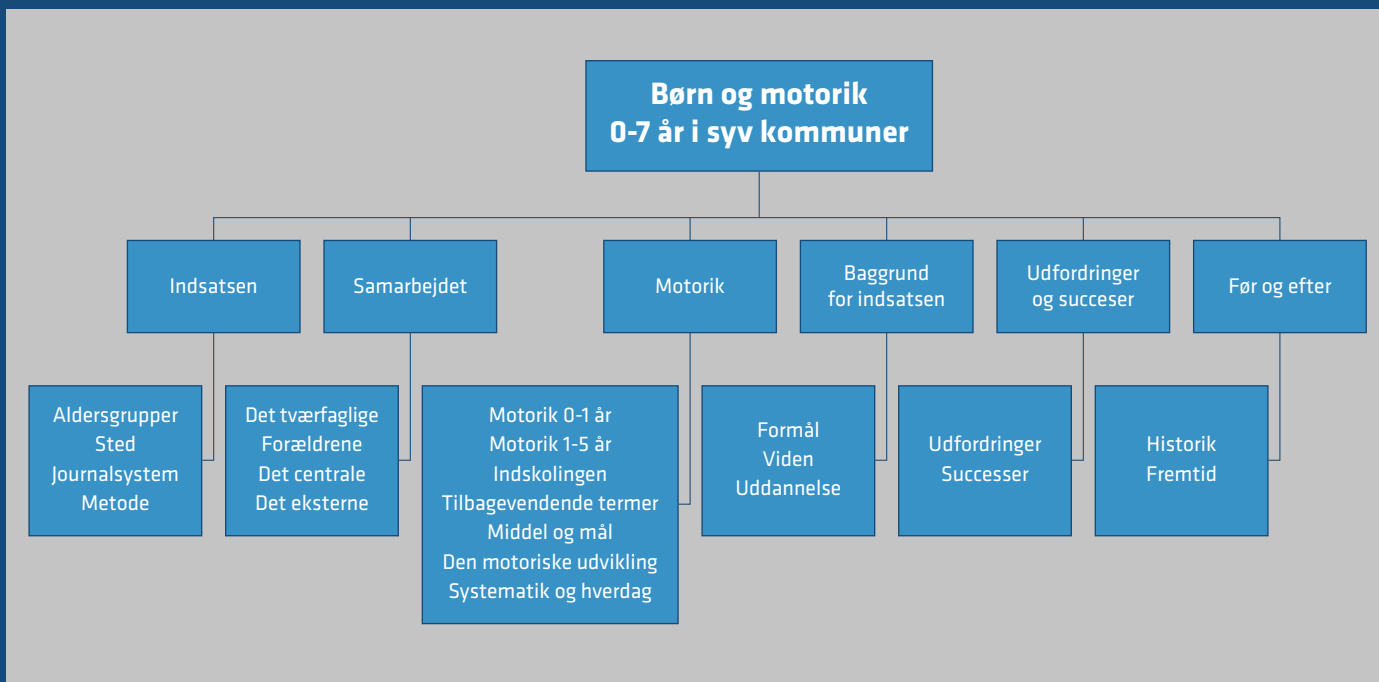 Børn og motorik
0-7 år i syv kommuner
Indsatsen
Samarbejdet
Motorik
Baggrund
for indsatsen
Udfordringer
og succeser
Før og efter
Aldersgrupper
Sted
Journalsystem
Metode
Det tværfaglige
Forældrene
Det centrale
Det eksterne
Motorik 0-1 år
Motorik 1-5 år
Indskolingen
Tilbagevendende termer
Middel og mål
Den motoriske udvikling
Systematik og hverdag
Formål
Viden
Uddannelse
Udfordringer
Successer
Historik
Fremtid